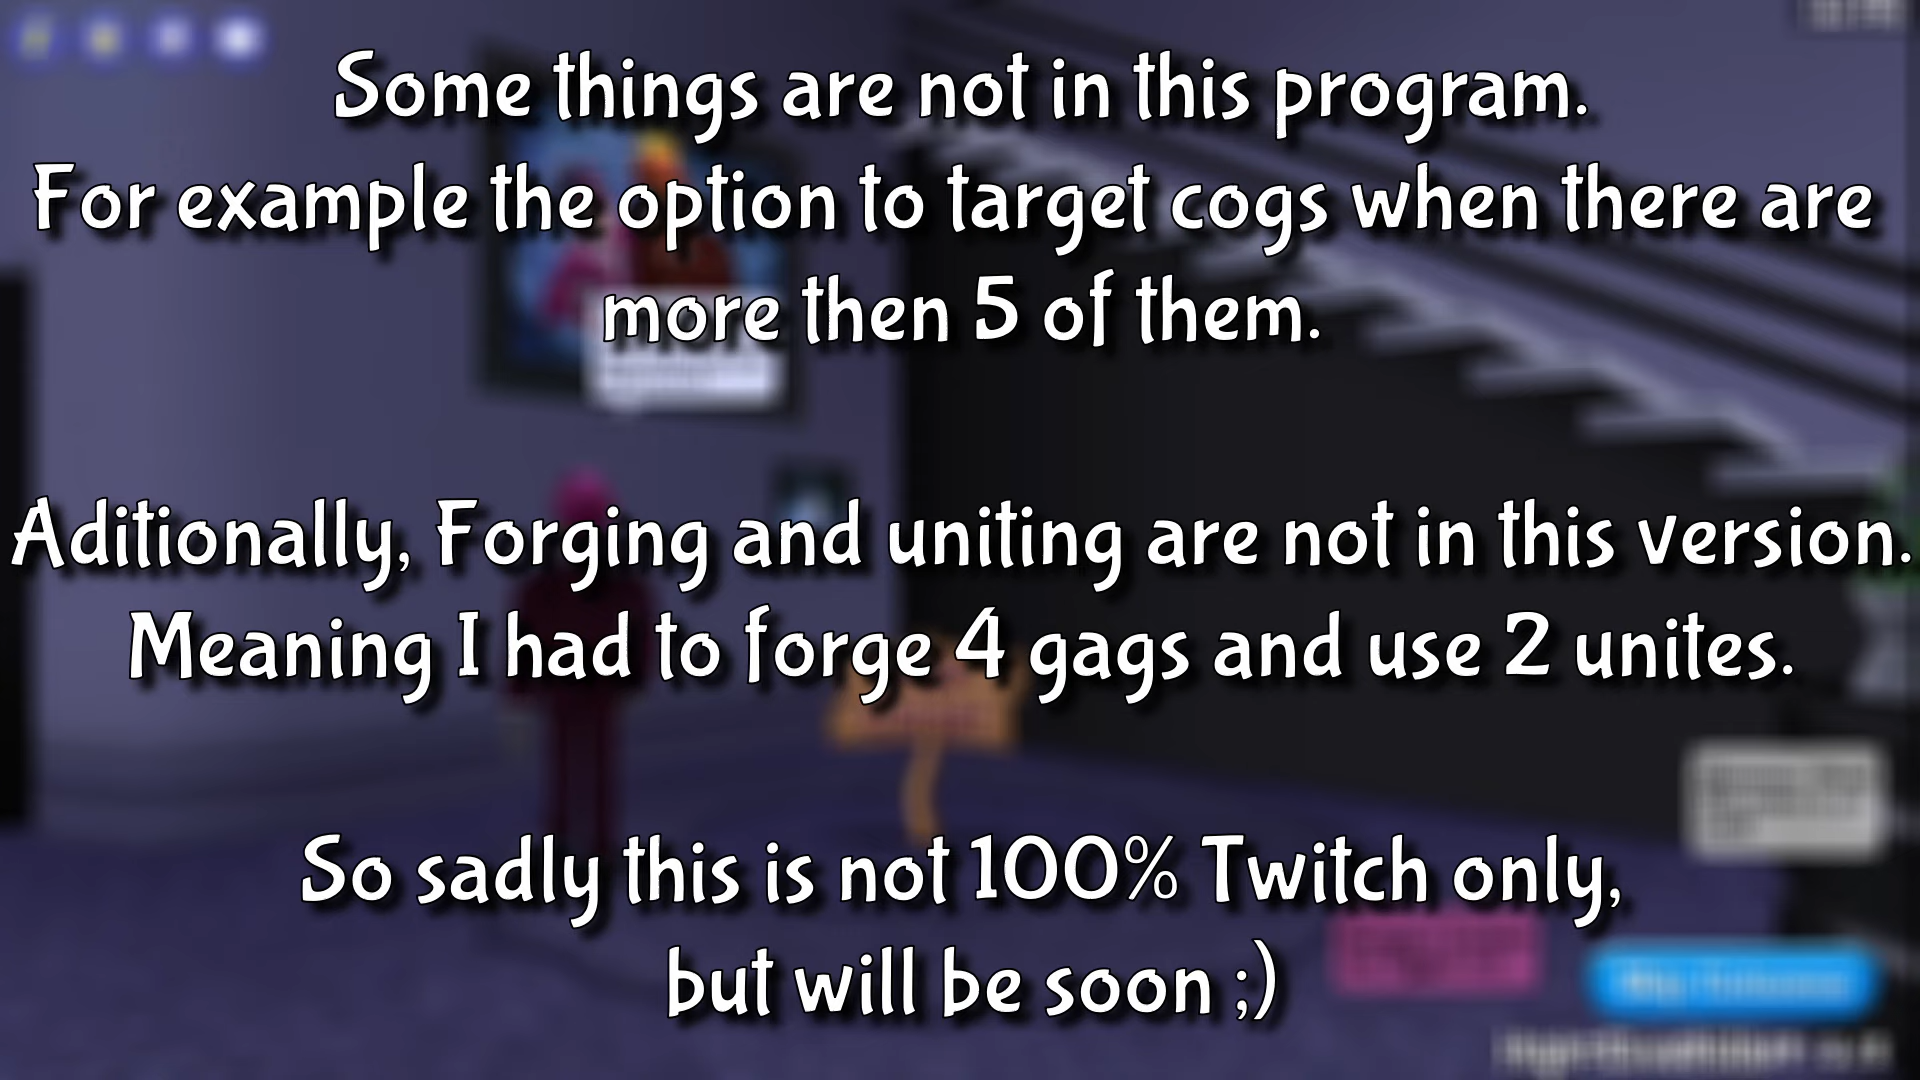 Some things are not in this program.
For example the option to target cogs when there are
more then 5 of them.
Aditionally, Forging and uniting are not in this version.
Meaning I had to forge 4 gags and use 2 unites.
So sadly this is not 100% Twitch only,
but will be soon ;)